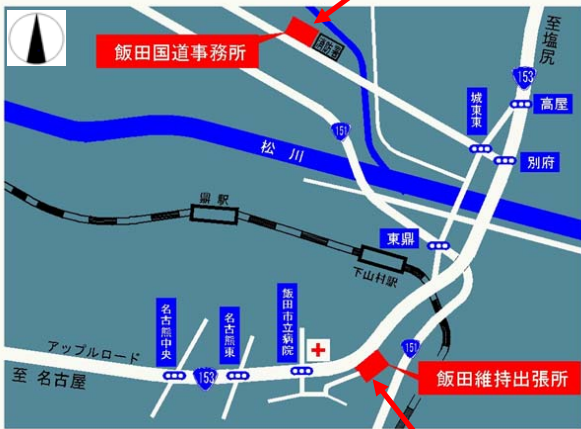 飯田国道事務所
消防署
至塩尻
153
城東東
高屋
151
松川
別府
鼎駅
東鼎
下山村駅
名古熊中央
名古熊東
飯田市立病院
アップルロード
151
153
至 名古屋
飯田維持出張所